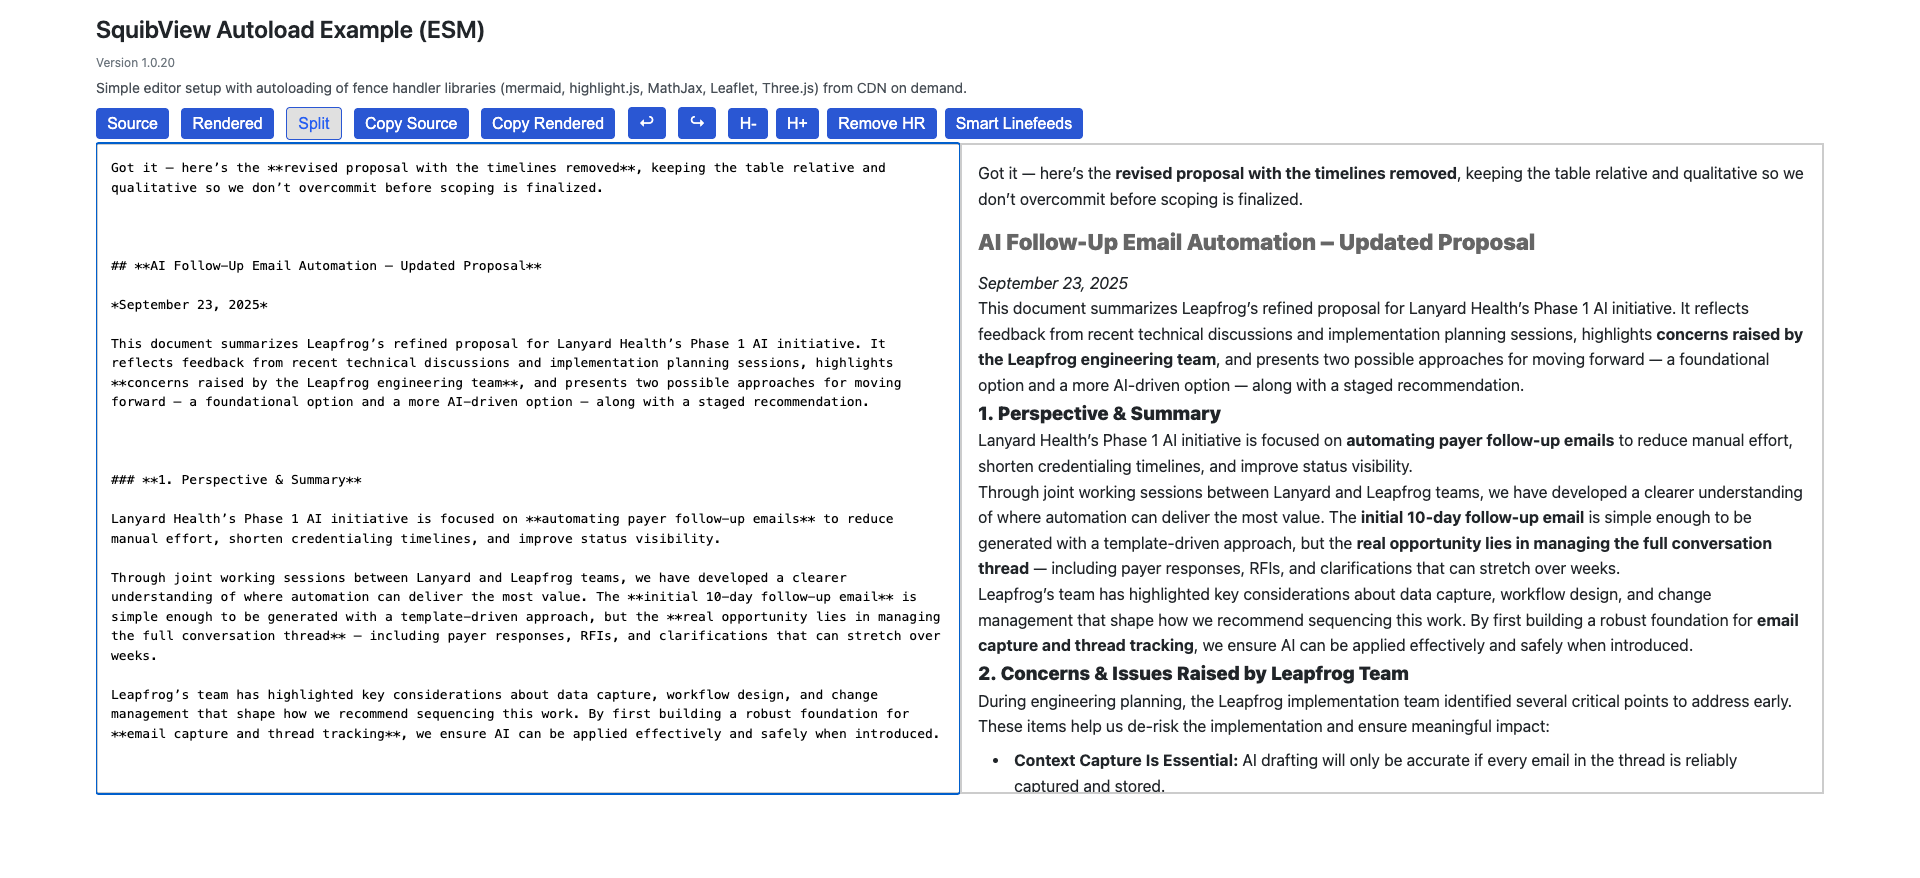 SquibView Autoload Example (ESM)
Version 1.0.20
Simple editor setup with autoloading of fence handler libraries (mermaid, highlight.js, MathJax, Leaflet, Three.js) from CDN on demand.
Source Rendered Split Copy Source Copy Rendered ↩ ↪ H- H+ Remove HR Smart Linefeeds
Got it — here’s the **revised proposal with the timelines removed**, keeping the table relative and
qualitative so we don’t overcommit before scoping is finalized.
## **AI Follow-Up Email Automation – Updated Proposal**
*September 23, 2025*
This document summarizes Leapfrog’s refined proposal for Lanyard Health’s Phase 1 AI initiative. It
reflects feedback from recent technical discussions and implementation planning sessions, highlights
**concerns raised by the Leapfrog engineering team**, and presents two possible approaches for moving
forward — a foundational option and a more AI-driven option — along with a staged recommendation.
### **1. Perspective & Summary**
Lanyard Health’s Phase 1 AI initiative is focused on **automating payer follow-up emails** to reduce
manual effort, shorten credentialing timelines, and improve status visibility.
Through joint working sessions between Lanyard and Leapfrog teams, we have developed a clearer
understanding of where automation can deliver the most value. The **initial 10-day follow-up email** is
simple enough to be generated with a template-driven approach, but the **real opportunity lies in managing
the full conversation thread** — including payer responses, RFIs, and clarifications that can stretch over
weeks.
Leapfrog’s team has highlighted key considerations about data capture, workflow design, and change
management that shape how we recommend sequencing this work. By first building a robust foundation for
**email capture and thread tracking**, we ensure AI can be applied effectively and safely when introduced.
Got it — here’s the revised proposal with the timelines removed, keeping the table relative and qualitative so we
don’t overcommit before scoping is finalized.
AI Follow-Up Email Automation – Updated Proposal
September 23, 2025
This document summarizes Leapfrog’s refined proposal for Lanyard Health’s Phase 1 AI initiative. It reflects
feedback from recent technical discussions and implementation planning sessions, highlights concerns raised by
the Leapfrog engineering team, and presents two possible approaches for moving forward — a foundational
option and a more AI-driven option — along with a staged recommendation.
1. Perspective & Summary
Lanyard Health’s Phase 1 AI initiative is focused on automating payer follow-up emails to reduce manual effort,
shorten credentialing timelines, and improve status visibility.
Through joint working sessions between Lanyard and Leapfrog teams, we have developed a clearer understanding
of where automation can deliver the most value. The initial 10-day follow-up email is simple enough to be
generated with a template-driven approach, but the real opportunity lies in managing the full conversation
thread — including payer responses, RFIs, and clarifications that can stretch over weeks.
Leapfrog’s team has highlighted key considerations about data capture, workflow design, and change
management that shape how we recommend sequencing this work. By first building a robust foundation for email
capture and thread tracking, we ensure AI can be applied effectively and safely when introduced.
2. Concerns & Issues Raised by Leapfrog Team
During engineering planning, the Leapfrog implementation team identified several critical points to address early.
These items help us de-risk the implementation and ensure meaningful impact:
• Context Capture Is Essential: AI drafting will only be accurate if every email in the thread is reliably
captured and stored.